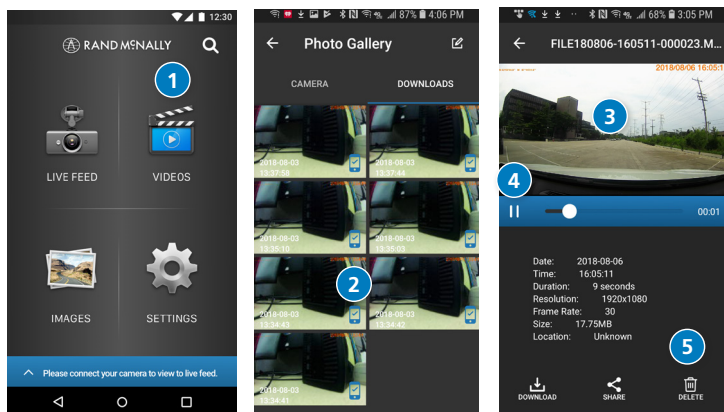 12:30
RAND MCNALLY
1
LIVE FEED
VIDEOS
IMAGES
SETTINGS
Please connect your camera to view to live feed.
87% 4:06 PM
Photo Gallery
CAMERA
DOWNLOADS
2018-08-03
13:37:58
2018-08-03
13:37:44
2018-08-03
13:35:10
2018-08-03
13:35:03
2
2018-08-03
13:34:43
2018-08-03
13:34:42
2018-08-03
13:34:41
68% 3:05 PM
FILE180806-160511-000023.M...
2018/08/06 16:05:1
3
4
00:01
Date: 2018-08-06
Time: 16:05:11
Duration: 9 seconds
Resolution: 1920x1080
Frame Rate: 30
Size: 17.75MB
Location: Unknown
5
DOWNLOAD
SHARE
DELETE